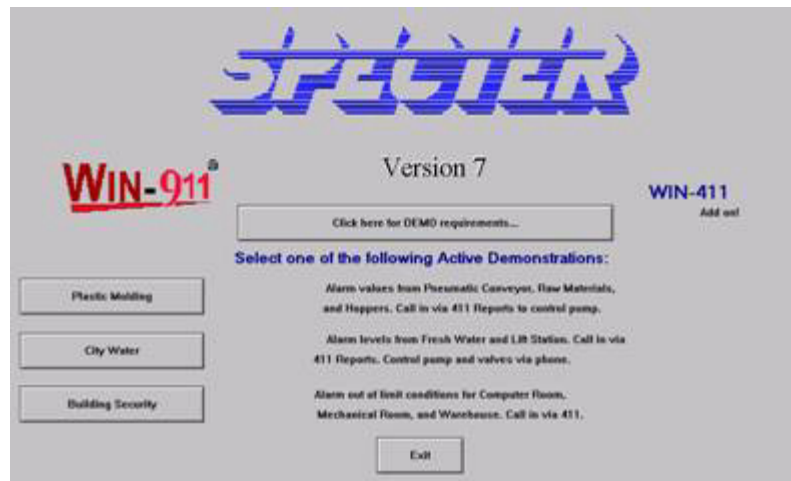 SPECTER
WIN-911a
Version 7
WIN-411
Add on!
Click here for DEMO requirements...
Select one of the following Active Demonstrations:
Plastic Molding
Alarm values from Pneumatic Conveyor, Raw Materials,
and Hoppers. Call in via 411 Reports to control pump.
City Water
Alarm levels from Fresh Water and Lift Station. Call in via
411 Reports. Control pump and valves via phone.
Building Security
Alarm out of limit conditions for Computer Room,
Mechanical Room, and Warehouse. Call in via 411.
Exit